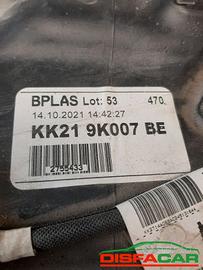 BPLAS Lot: 53 470
14.10.2021 14:42:27
KK21 9K007 BE
2755433
DISFACAR